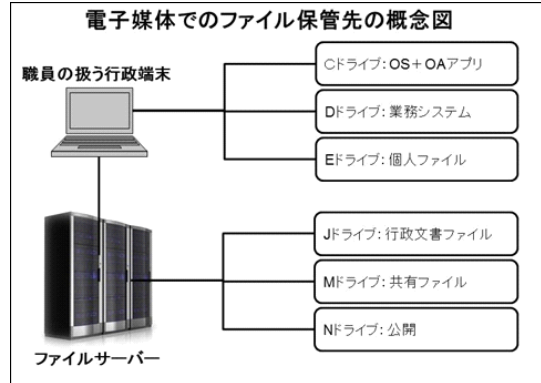 電子媒体でのファイル保管先の概念図
職員の扱う行政端末
Cドライブ:OS+OAアプリ
Dドライブ:業務システム
Eドライブ:個人ファイル
Jドライブ:行政文書ファイル
Mドライブ:共有ファイル
Nドライブ:公開
ファイルサーバー